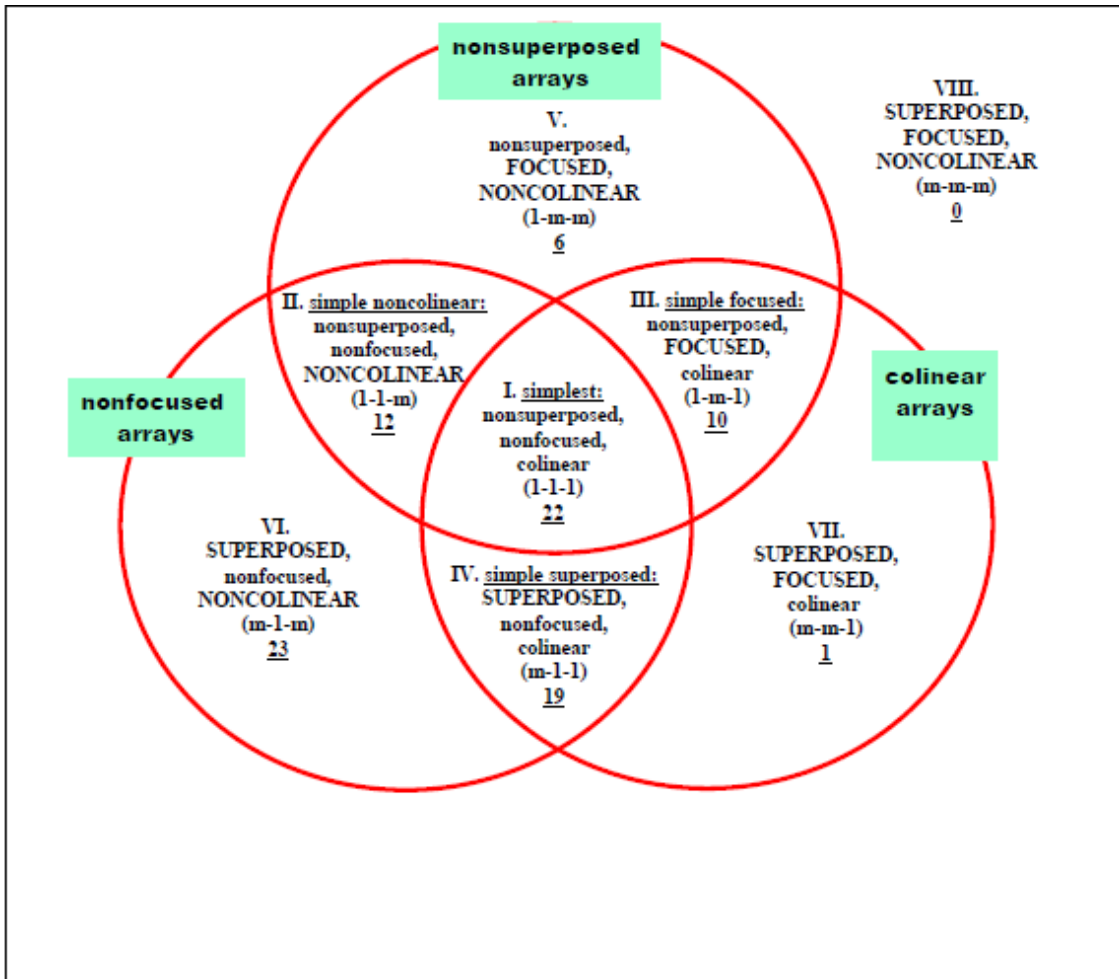 nonsuperposed
arrays
VIII.
SUPERPOSED,
FOCUSED,
NONCOLINEAR
(m-m-m)
0
V.
nonsuperposed,
FOCUSED,
NONCOLINEAR
(1-m-m)
6
II. simple noncolinear:
nonsuperposed,
nonfocused,
NONCOLINEAR
(1-1-m)
12
III. simple focused:
nonsuperposed,
FOCUSED,
colinear
(1-m-1)
10
nonfocused
arrays
I. simplest:
nonsuperposed,
nonfocused,
colinear
(1-1-1)
22
colinear
arrays
VI.
SUPERPOSED,
nonfocused,
NONCOLINEAR
(m-1-m)
23
IV. simple superposed:
SUPERPOSED,
nonfocused,
colinear
(m-1-1)
19
VII.
SUPERPOSED,
FOCUSED,
colinear
(m-m-1)
1